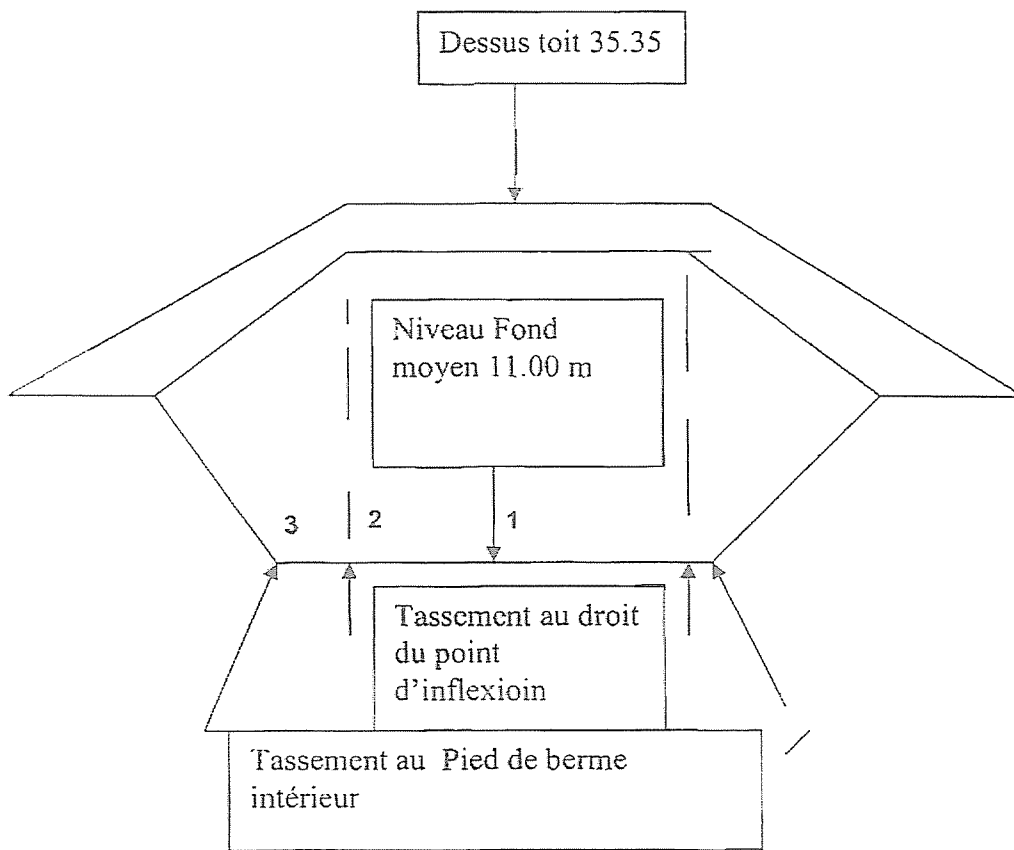 Dessus toit 35.35
Niveau Fond
moyen 11.00 m
3
2
1
Tassement au droit
du point
d'inflexioin
Tassement au Pied de berme
intérieur